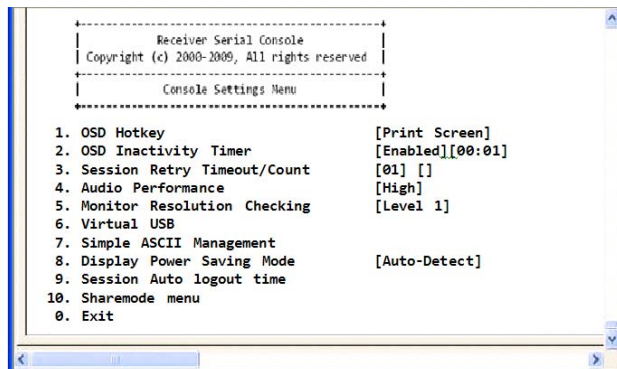 Receiver Serial Console
Copyright (c) 2000-2009, All rights reserved
Console Settings Menu
1. OSD Hotkey [Print Screen]
2. OSD Inactivity Timer [Enabled][00:01]
3. Session Retry Timeout/Count [01] []
4. Audio Performance [High]
5. Monitor Resolution Checking [Level 1]
6. Virtual USB
7. Simple ASCII Management
8. Display Power Saving Mode [Auto-Detect]
9. Session Auto logout time
10. Sharemode menu
0. Exit